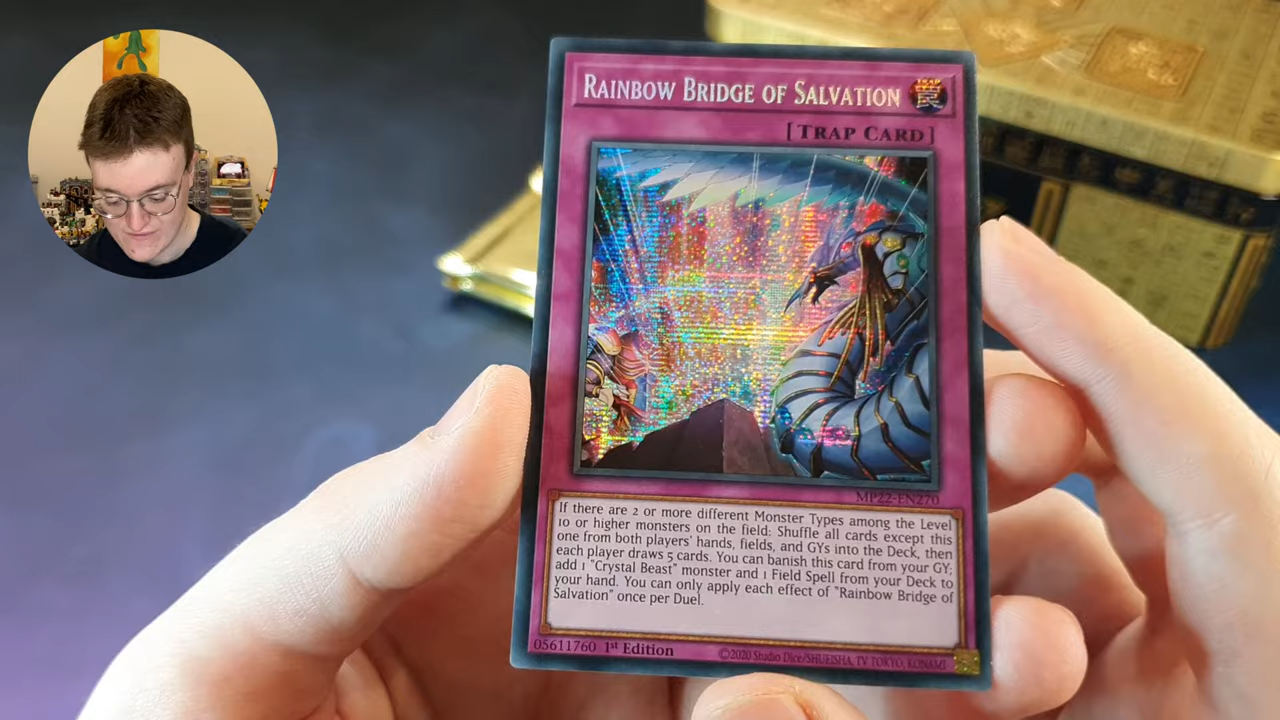 RAINBOW BRIDGE OF SALVATION
TRAP
罠
[TRAP CARD]
MP22-EN270
If there are 2 or more different Monster Types among the Level
10 or higher monsters on the field: Shuffle all cards except this
one from both players' hands, fields, and GYs into the Deck, then
each player draws 5 cards. You can banish this card from your GY;
add 1 "Crystal Beast" monster and 1 Field Spell from your Deck to
your hand. You can only apply each effect of "Rainbow Bridge of
Salvation" once per Duel.
05611760 1st Edition
©2020 Studio Dice/SHUEISHA, TV TOKYO, KONAMI